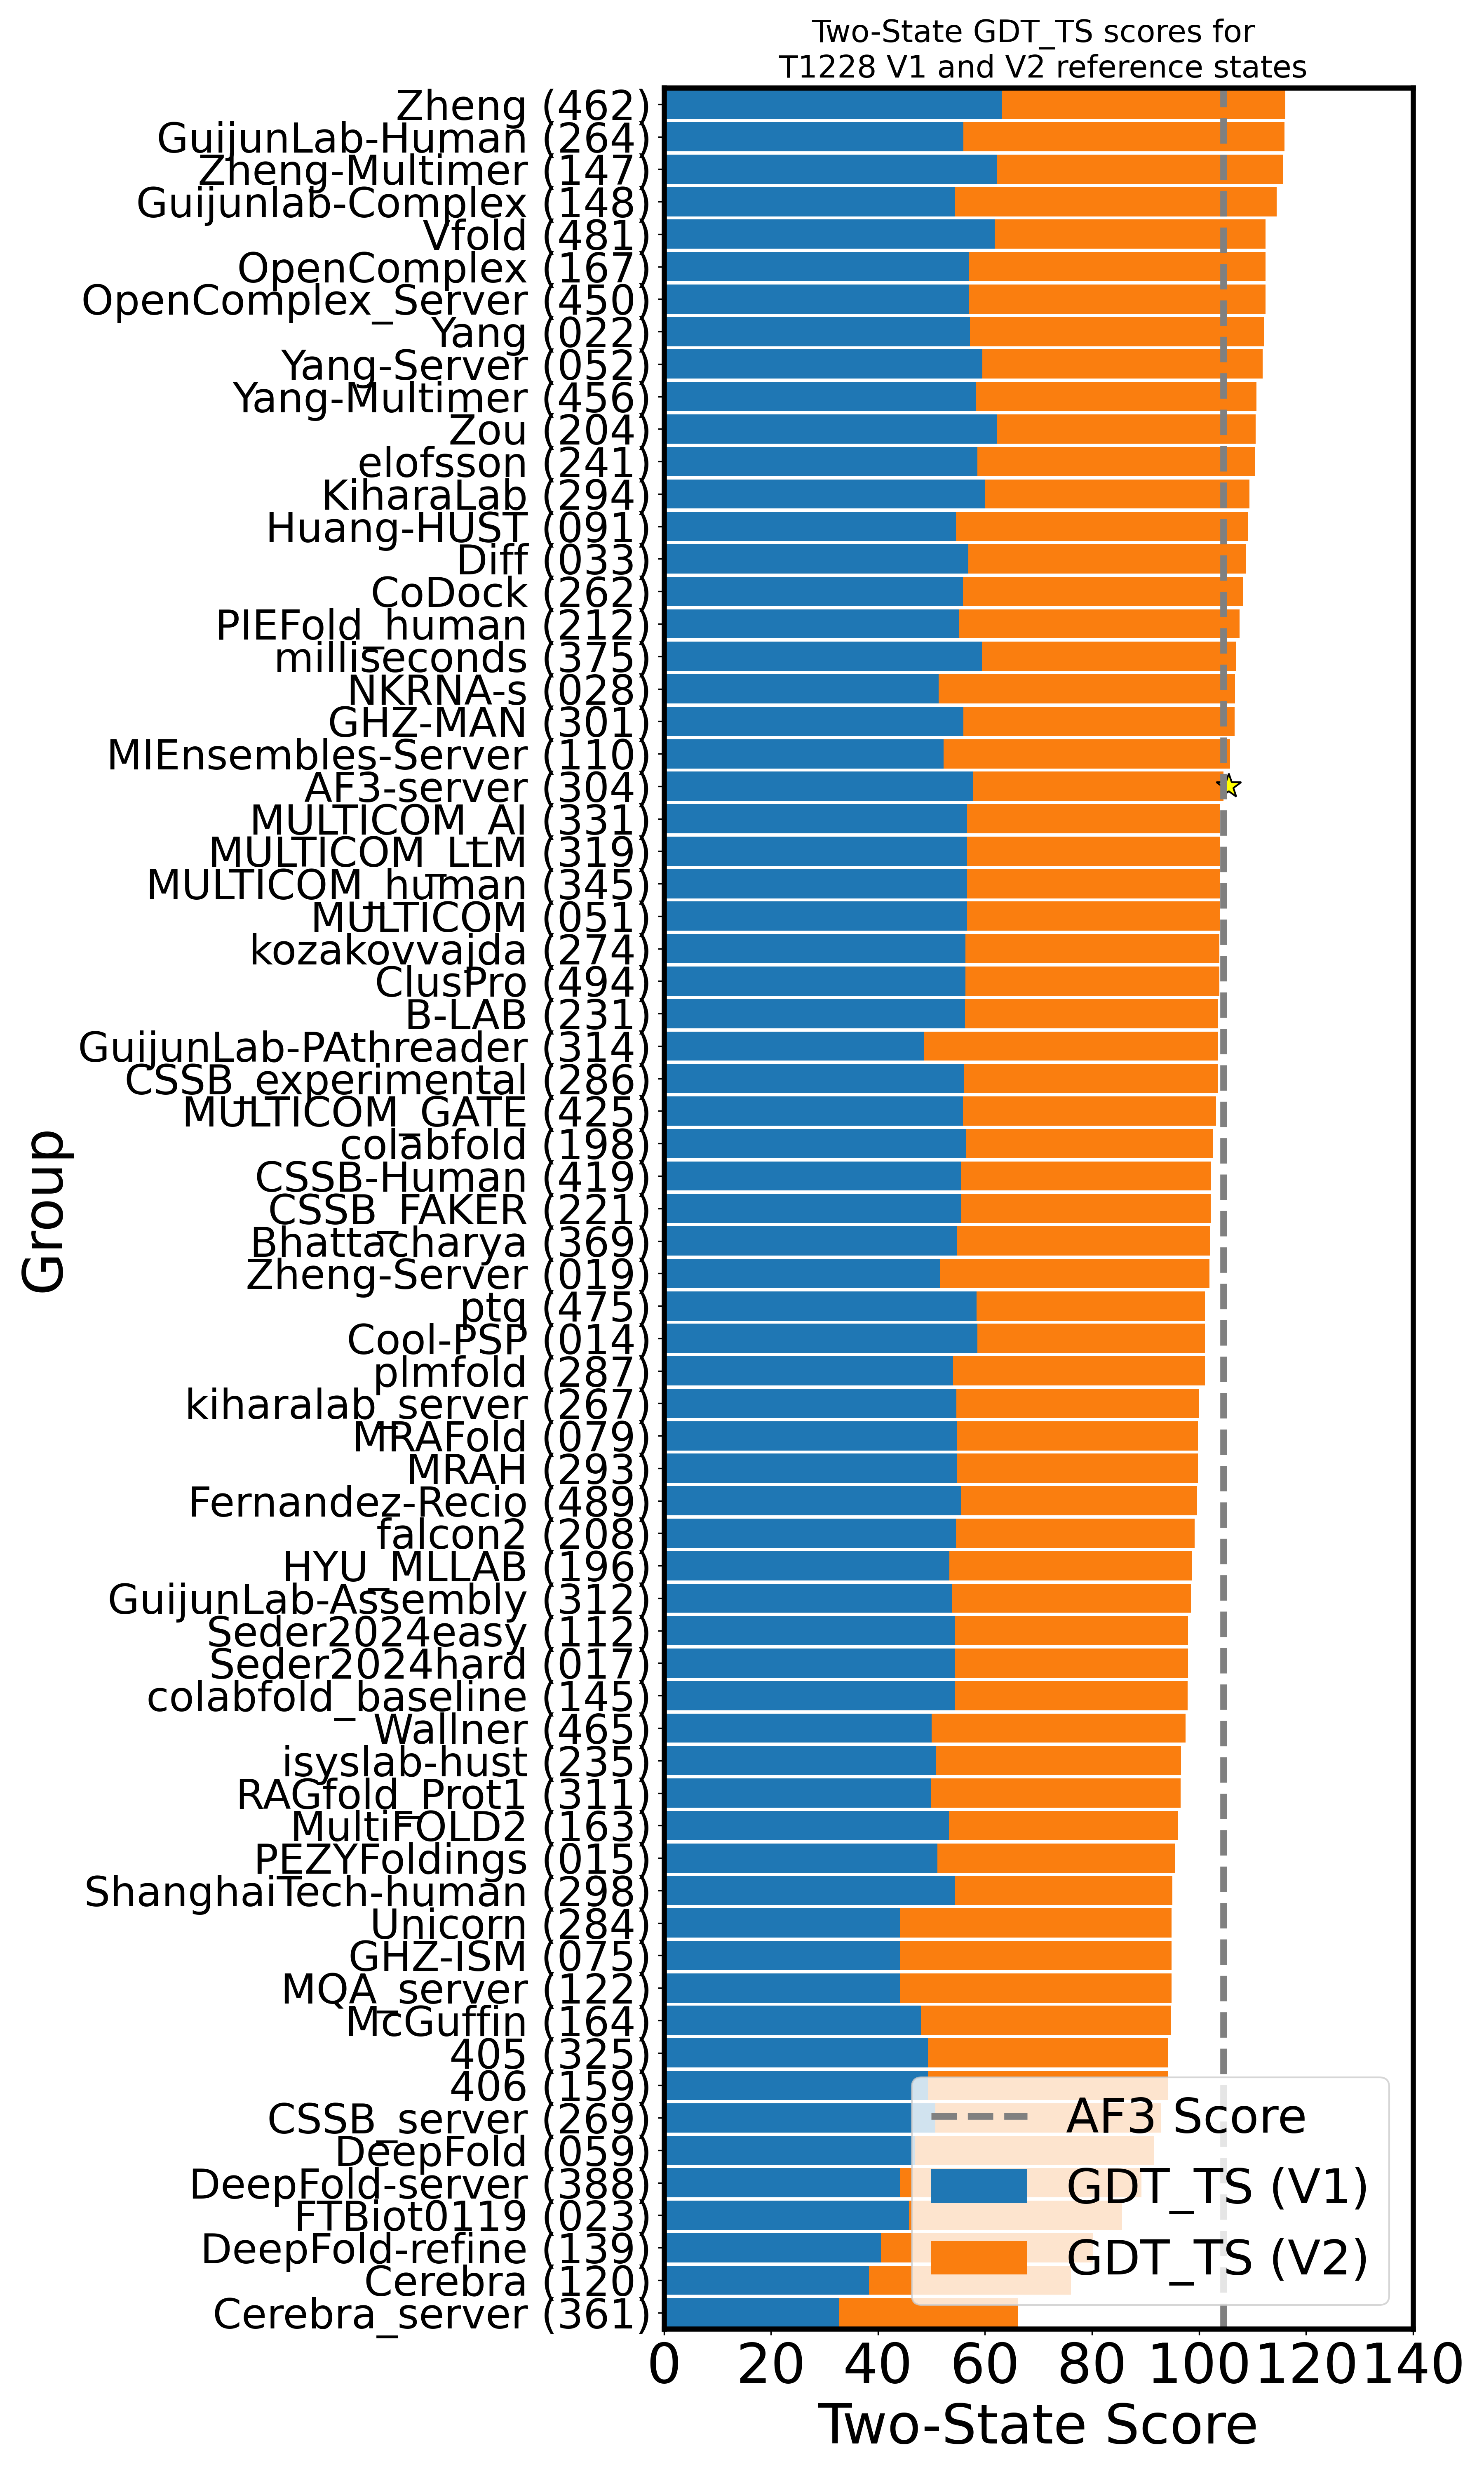 Two-State GDT_TS scores for
T1228 V1 and V2 reference states
Zheng (462)
GuijunLab-Human (264)
Zheng-Multimer (147)
Guijunlab-Complex (148)
Vfold (481)
OpenComplex (167)
OpenComplex_Server (450)
Yang (022)
Yang-Server (052)
Yang-Multimer (456)
Zou (204)
elofsson (241)
KiharaLab (294)
Huang-HUST (091)
Diff (033)
CoDock (262)
PIEFold_human (212)
milliseconds (375)
NKRNA-s (028)
GHZ-MAN (301)
MIEnsembles-Server (110)
AF3-server (304)
MULTICOM_AI (331)
MULTICOM_LLM (319)
MULTICOM_human (345)
MULTICOM (051)
kozakovvajda (274)
ClusPro (494)
B-LAB (231)
GuijunLab-PAthreader (314)
CSSB_experimental (286)
MULTICOM_GATE (425)
colabfold (198)
CSSB-Human (419)
CSSB_FAKER (221)
Bhattacharya (369)
Zheng-Server (019)
ptq (475)
Cool-PSP (014)
plmfold (287)
kiharalab_server (267)
MRAFold (079)
MRAH (293)
Fernandez-Recio (489)
falcon2 (208)
HYU_MLLAB (196)
GuijunLab-Assembly (312)
Seder2024easy (112)
Seder2024hard (017)
colabfold_baseline (145)
Wallner (465)
isyslab-hust (235)
RAGfold_Prot1 (311)
MultiFOLD2 (163)
PEZYFoldings (015)
ShanghaiTech-human (298)
Unicorn (284)
GHZ-ISM (075)
MQA_server (122)
McGuffin (164)
405 (325)
406 (159)
CSSB_server (269)
DeepFold (059)
DeepFold-server (388)
FTBiot0119 (023)
DeepFold-refine (139)
Cerebra (120)
Cerebra_server (361)
Group
AF3 Score
GDT_TS (V1)
GDT_TS (V2)
0 20 40 60 80 100 120 140
Two-State Score